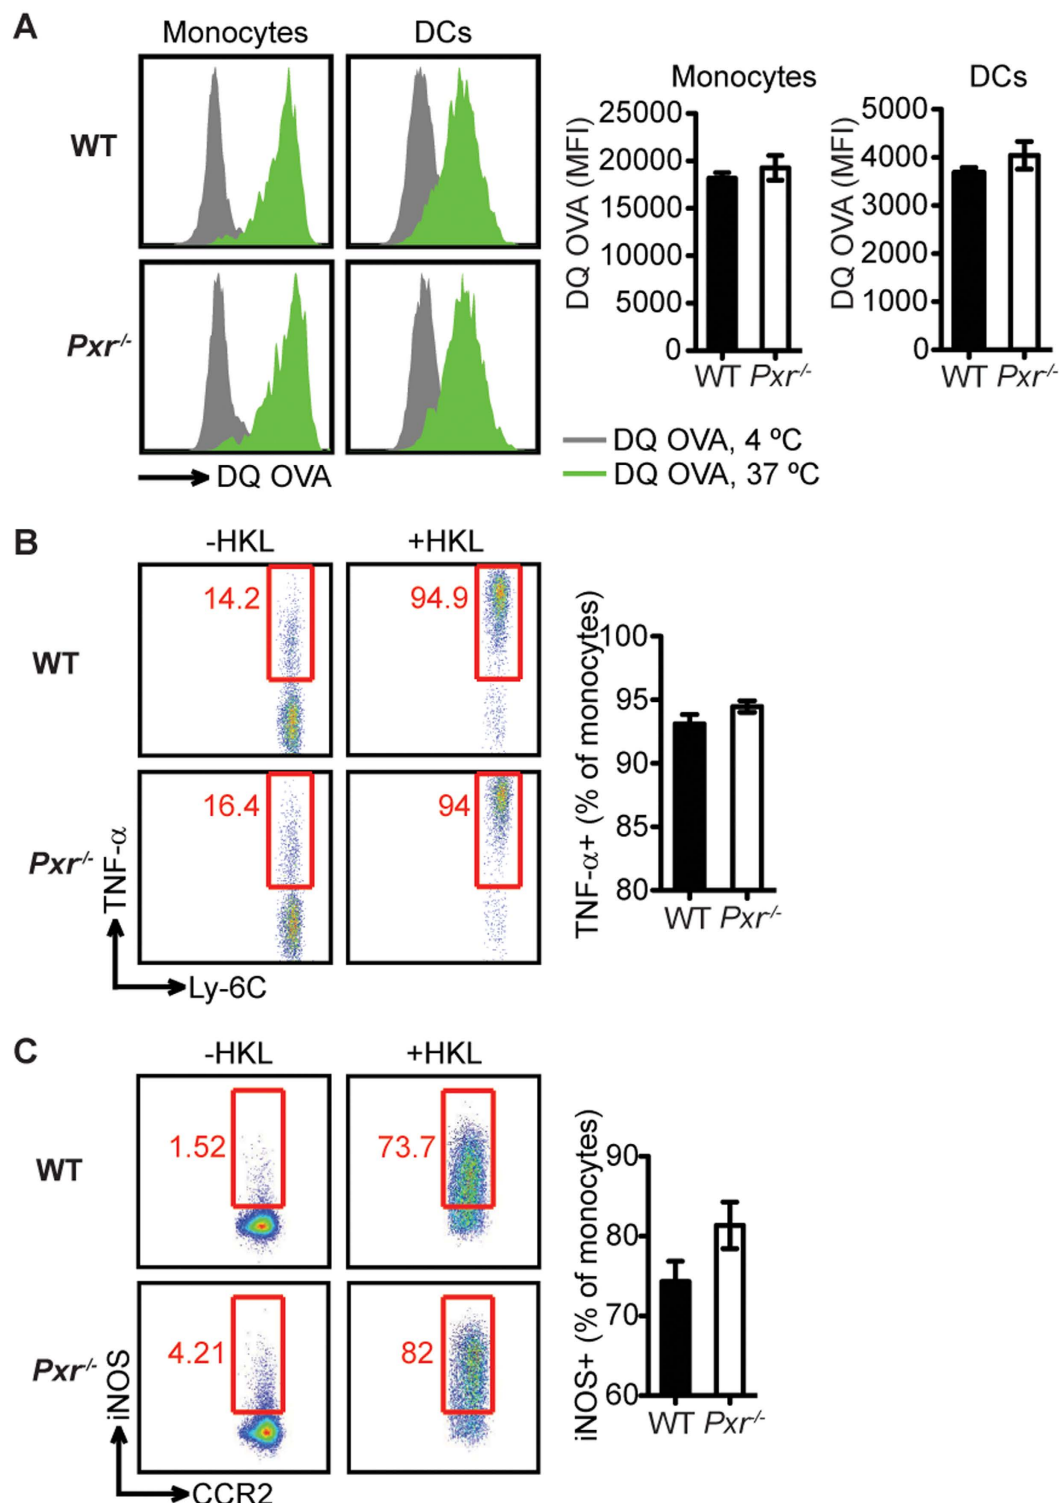 A
Monocytes
DCs
WT
Pxr-/-
DQ OVA
Monocytes
DQ OVA (MFI)
25000
20000
15000
10000
5000
0
WT Pxr-/-
DCs
DQ OVA (MFI)
5000
4000
3000
2000
1000
0
WT Pxr-/-
DQ OVA, 4 ºC
DQ OVA, 37 ºC
B
-HKL
+HKL
WT
14.2
94.9
Pxr-/-
16.4
94
TNF-α
Ly-6C
TNF-α+ (% of monocytes)
100
95
90
85
80
WT Pxr-/-
C
-HKL
+HKL
WT
1.52
73.7
Pxr-/-
4.21
82
iNOS
CCR2
iNOS+ (% of monocytes)
90
80
70
60
WT Pxr-/-